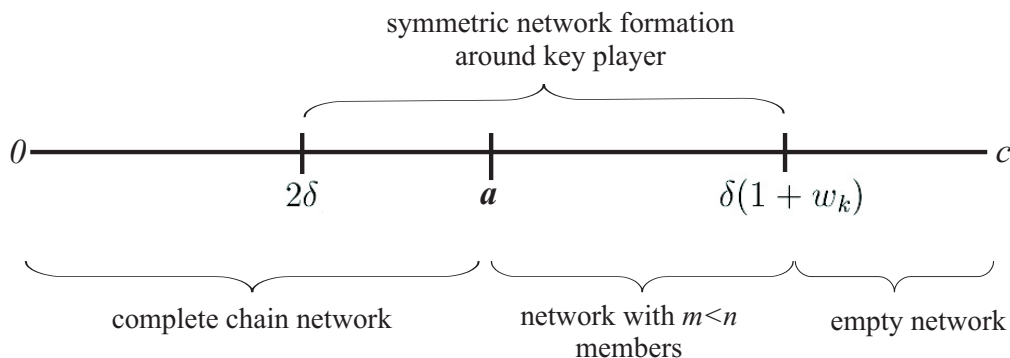 symmetric network formation
around key player
0 c
2δ a δ(1 + w_k)
complete chain network network with m<n members empty network